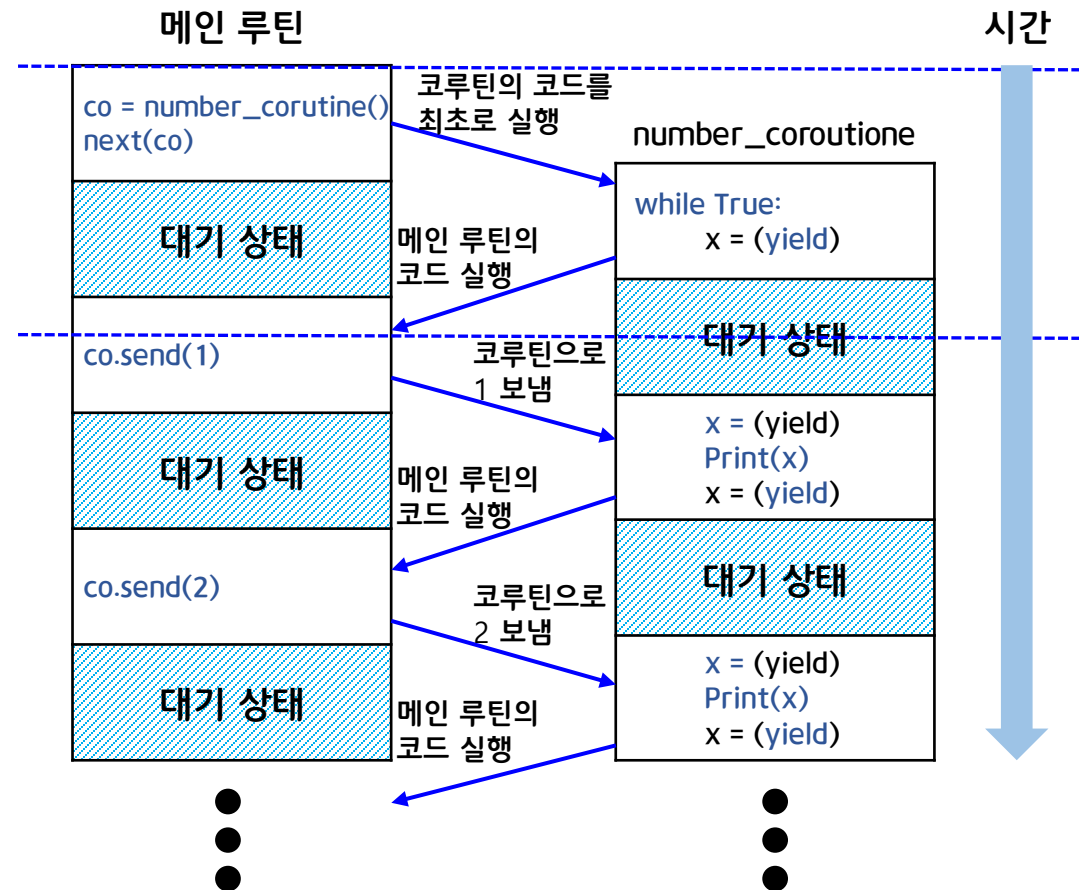 메인 루틴
시간
co = number_corutine()
next(co)
코루틴의 코드를
최초로 실행
number_coroutione
while True:
x = (yield)
대기 상태
메인 루틴의
코드 실행
대기 상태
co.send(1)
코루틴으로
1 보냄
x = (yield)
Print(x)
x = (yield)
대기 상태
메인 루틴의
코드 실행
대기 상태
co.send(2)
코루틴으로
2 보냄
x = (yield)
Print(x)
x = (yield)
대기 상태
메인 루틴의
코드 실행